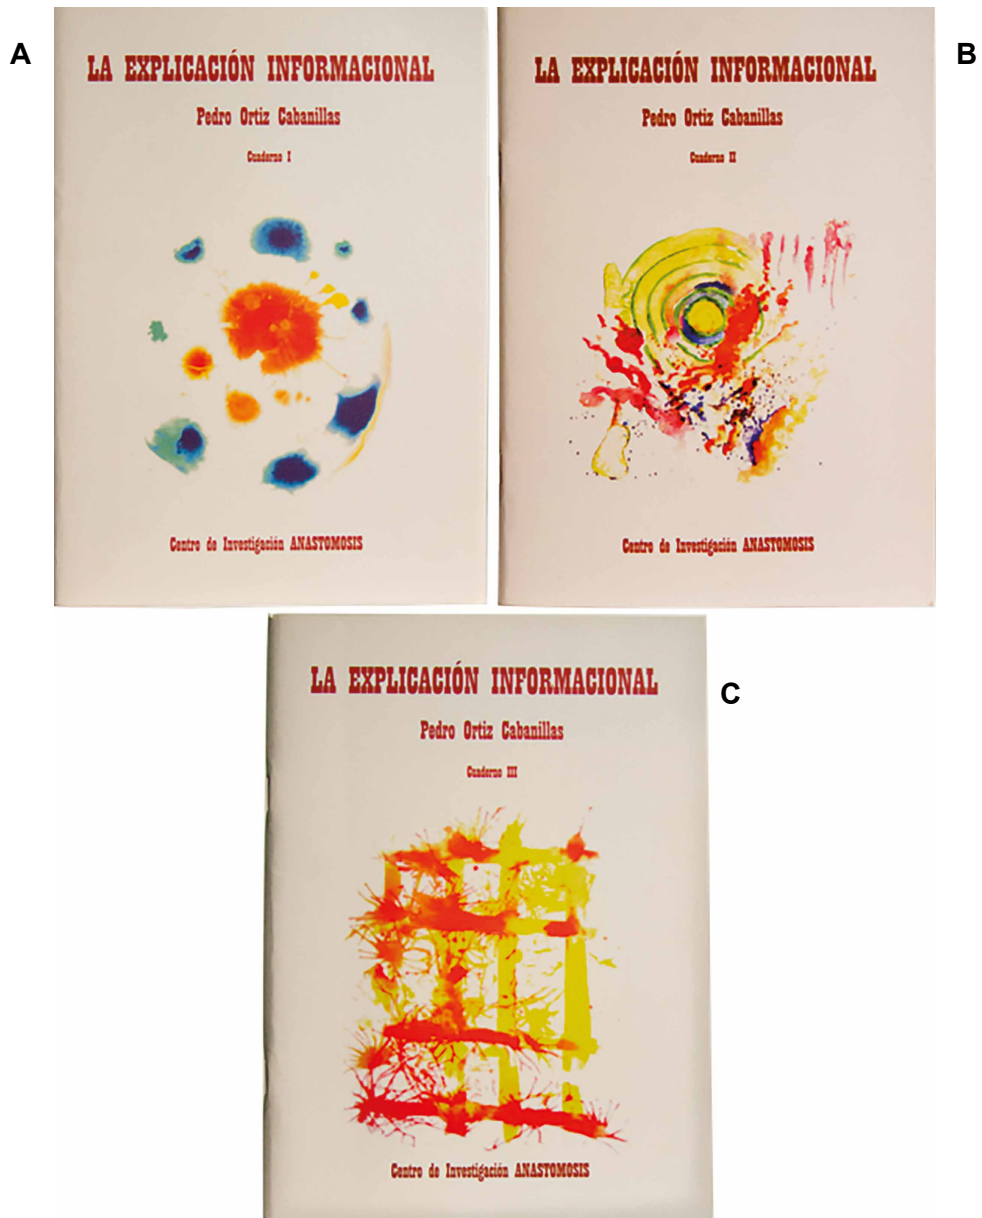 A
LA EXPLICACIÓN INFORMACIONAL
Pedro Ortiz Cabanillas
Cuaderno I
Centro de Investigación ANASTOMOSIS
B
LA EXPLICACIÓN INFORMACIONAL
Pedro Ortiz Cabanillas
Cuaderno II
Centro de Investigación ANASTOMOSIS
C
LA EXPLICACIÓN INFORMACIONAL
Pedro Ortiz Cabanillas
Cuaderno III
Centro de Investigación ANASTOMOSIS